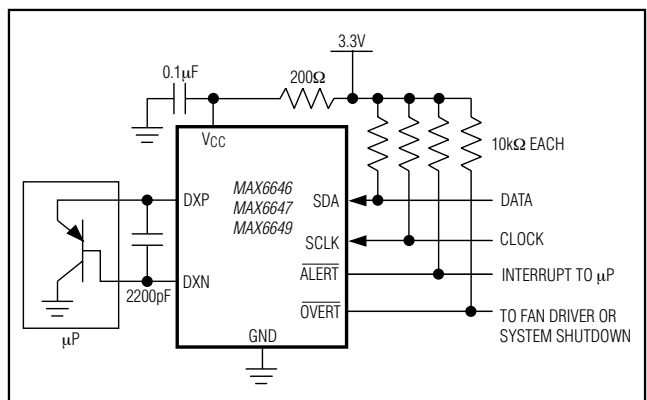 3.3V
0.1μF
200Ω
VCC
10kΩ EACH
MAX6646
MAX6647
MAX6649
DXP
SDA
DATA
SCLK
CLOCK
DXN
ALERT
INTERRUPT TO μP
2200pF
OVERT
TO FAN DRIVER OR
SYSTEM SHUTDOWN
GND
μP